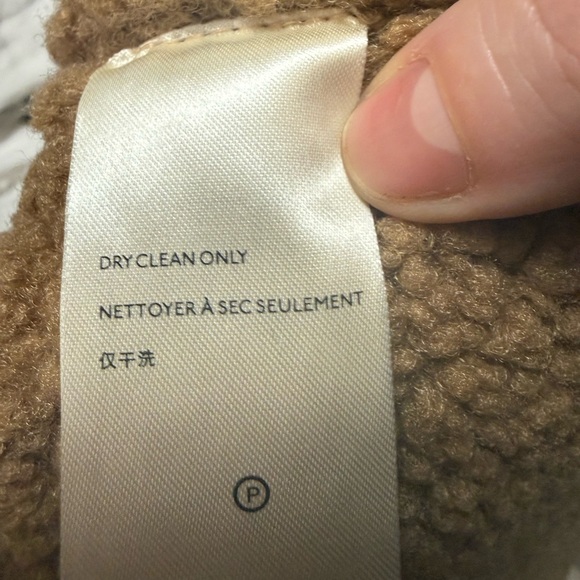 DRY CLEAN ONLY
NETTOYER À SEC SEULEMENT
仅干洗
P